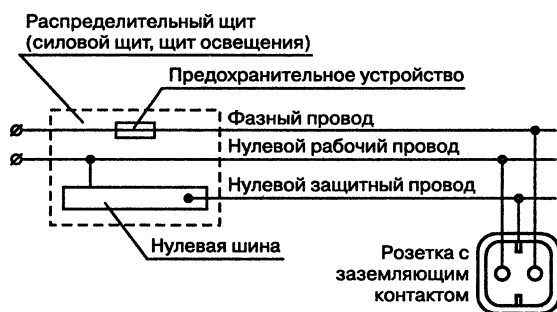 Распределительный щит
(силовой щит, щит освещения)
Предохранительное устройство
Фазный провод
Нулевой рабочий провод
Нулевой защитный провод
Нулевая шина
Розетка с
заземляющим
контактом